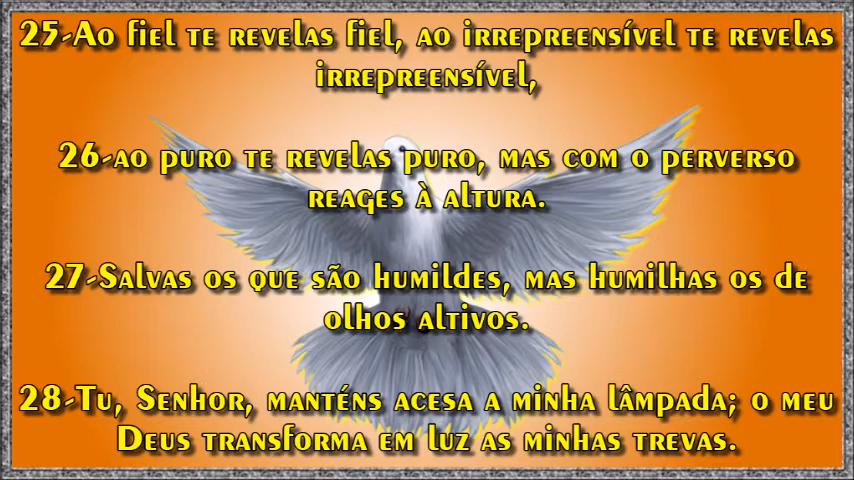 25-Ao fiel te revelas fiel, ao irrepreensível te revelas
irrepreensível,
26-ao puro te revelas puro, mas com o perverso
reages à altura.
27-Salvas os que são humildes, mas humilhas os de
olhos altivos.
28-Tu, Senhor, manténs acesa a minha lâmpada; o meu
Deus transforma em luz as minhas trevas.